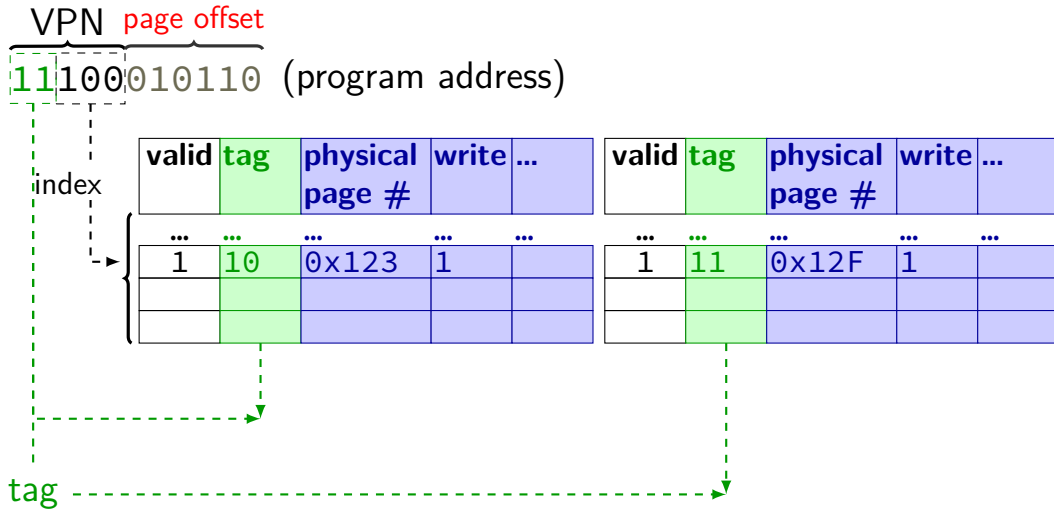 VPN page offset
11100010110 (program address)
valid tag physical page # write ... valid tag physical page # write ...
index
... ... ... ... ... ... ... ... ... ...
1 10 0x123 1 1 11 0x12F 1
tag